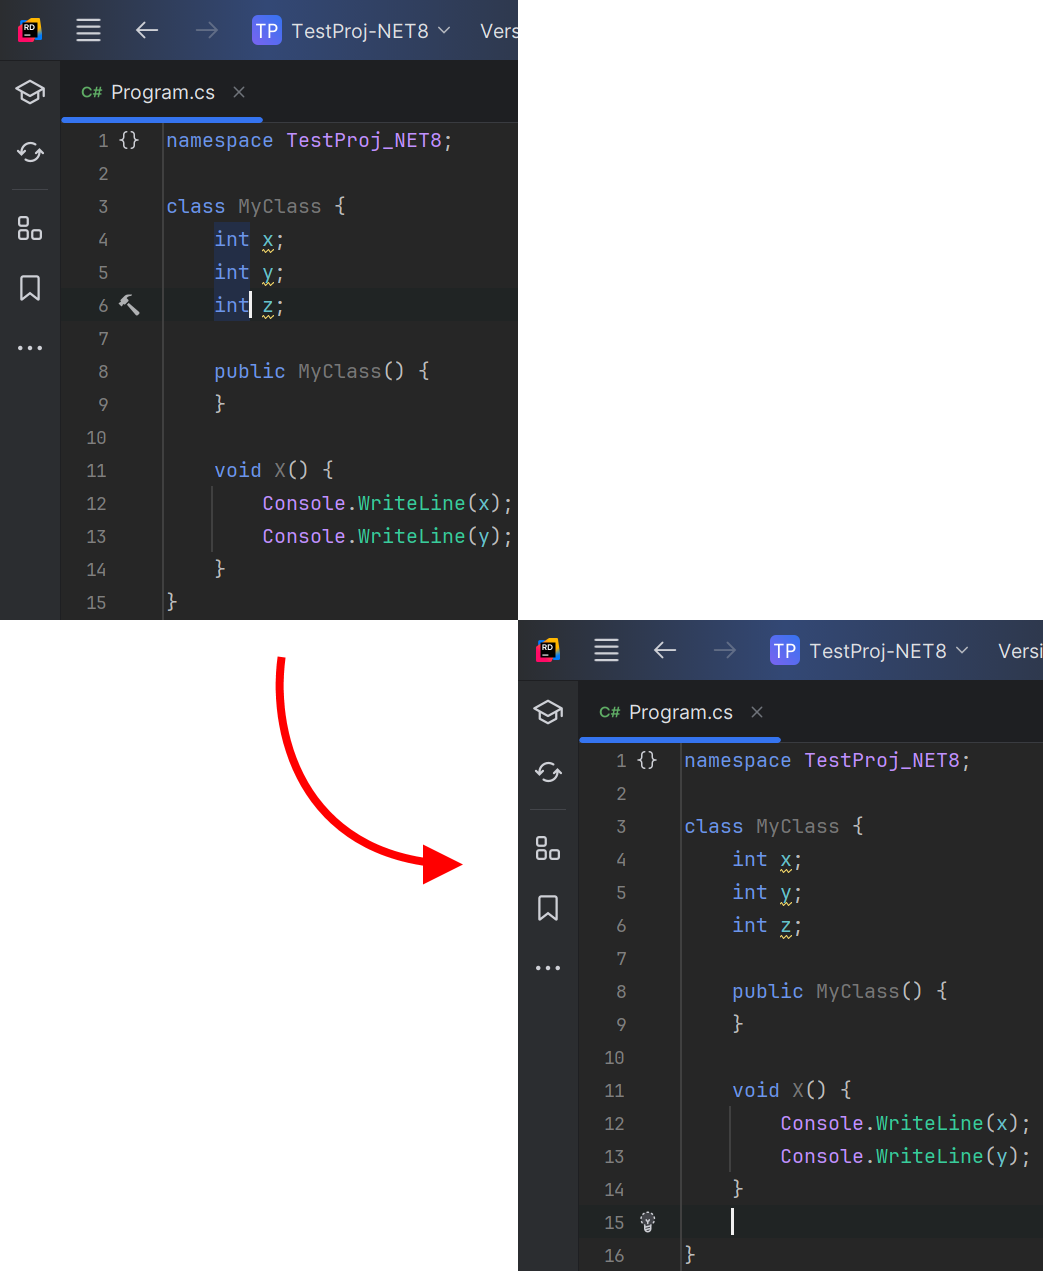 RD TP TestProj-NET8 Vers
C# Program.cs
1 {} namespace TestProj_NET8;
2
3 class MyClass {
4 int x;
5 int y;
6 int z;
7
8 public MyClass() {
9 }
10
11 void X() {
12 Console.WriteLine(x);
13 Console.WriteLine(y);
14 }
15 }
RD TP TestProj-NET8 Versi
C# Program.cs
1 {} namespace TestProj_NET8;
2
3 class MyClass {
4 int x;
5 int y;
6 int z;
7
8 public MyClass() {
9 }
10
11 void X() {
12 Console.WriteLine(x);
13 Console.WriteLine(y);
14 }
15
16 }